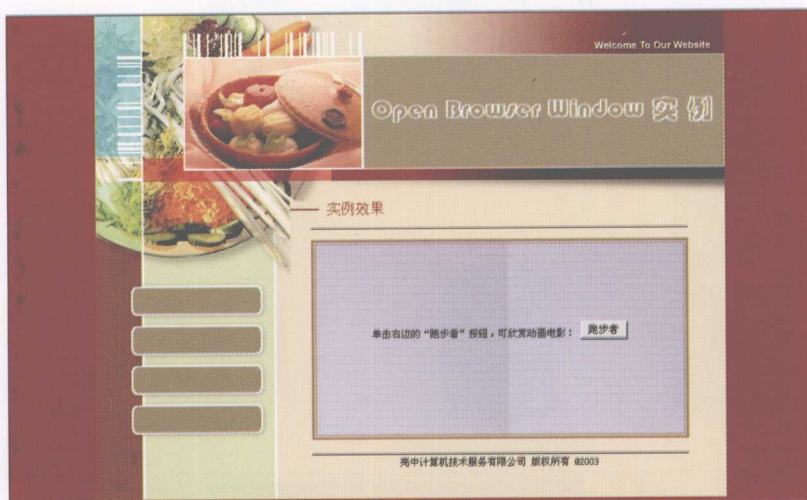 Welcome To Our Website
Open Browser Window 实例
实例效果
单击右边的“跑步者”按钮，可欣赏动画电影： 跑步者
亮中计算机技术服务有限公司 版权所有 @2003